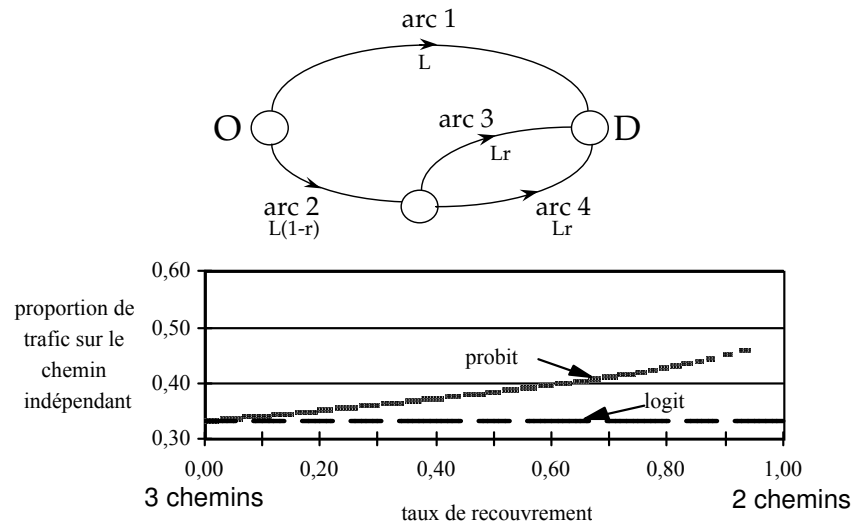 arc 1
L
O
arc 3
D
Lr
arc 2
L(1-r)
arc 4
Lr
proportion de
trafic sur le
chemin
indépendant
0,60
0,50
0,40
0,30
probit
logit
0,00
0,20
0,40
0,60
0,80
1,00
3 chemins
taux de recouvrement
2 chemins